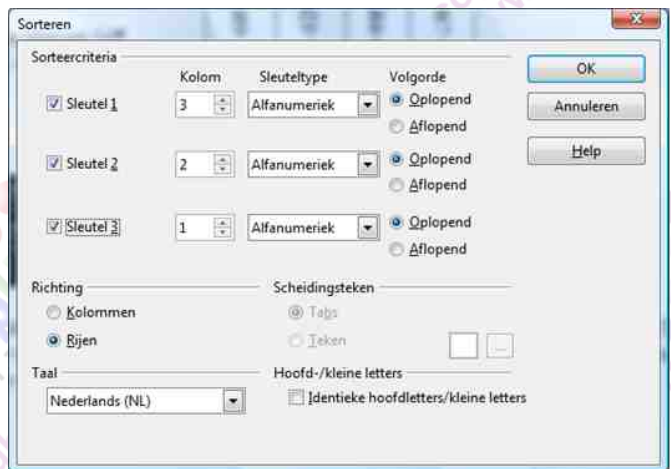 Sorteren
Sorteercriteria
Kolom Sleuteltype Volgorde
OK
Sleutel 1 3 Alfanumeriek Oplopend
Aflopend
Annuleren
Sleutel 2 2 Alfanumeriek Oplopend
Aflopend
Help
Sleutel 3 1 Alfanumeriek Oplopend
Aflopend
Richting Scheidingsteken
Kolommen Tabs
Rijen Teken ...
Taal Hoofd-/kleine letters
Nederlands (NL) Identieke hoofdletters/kleine letters